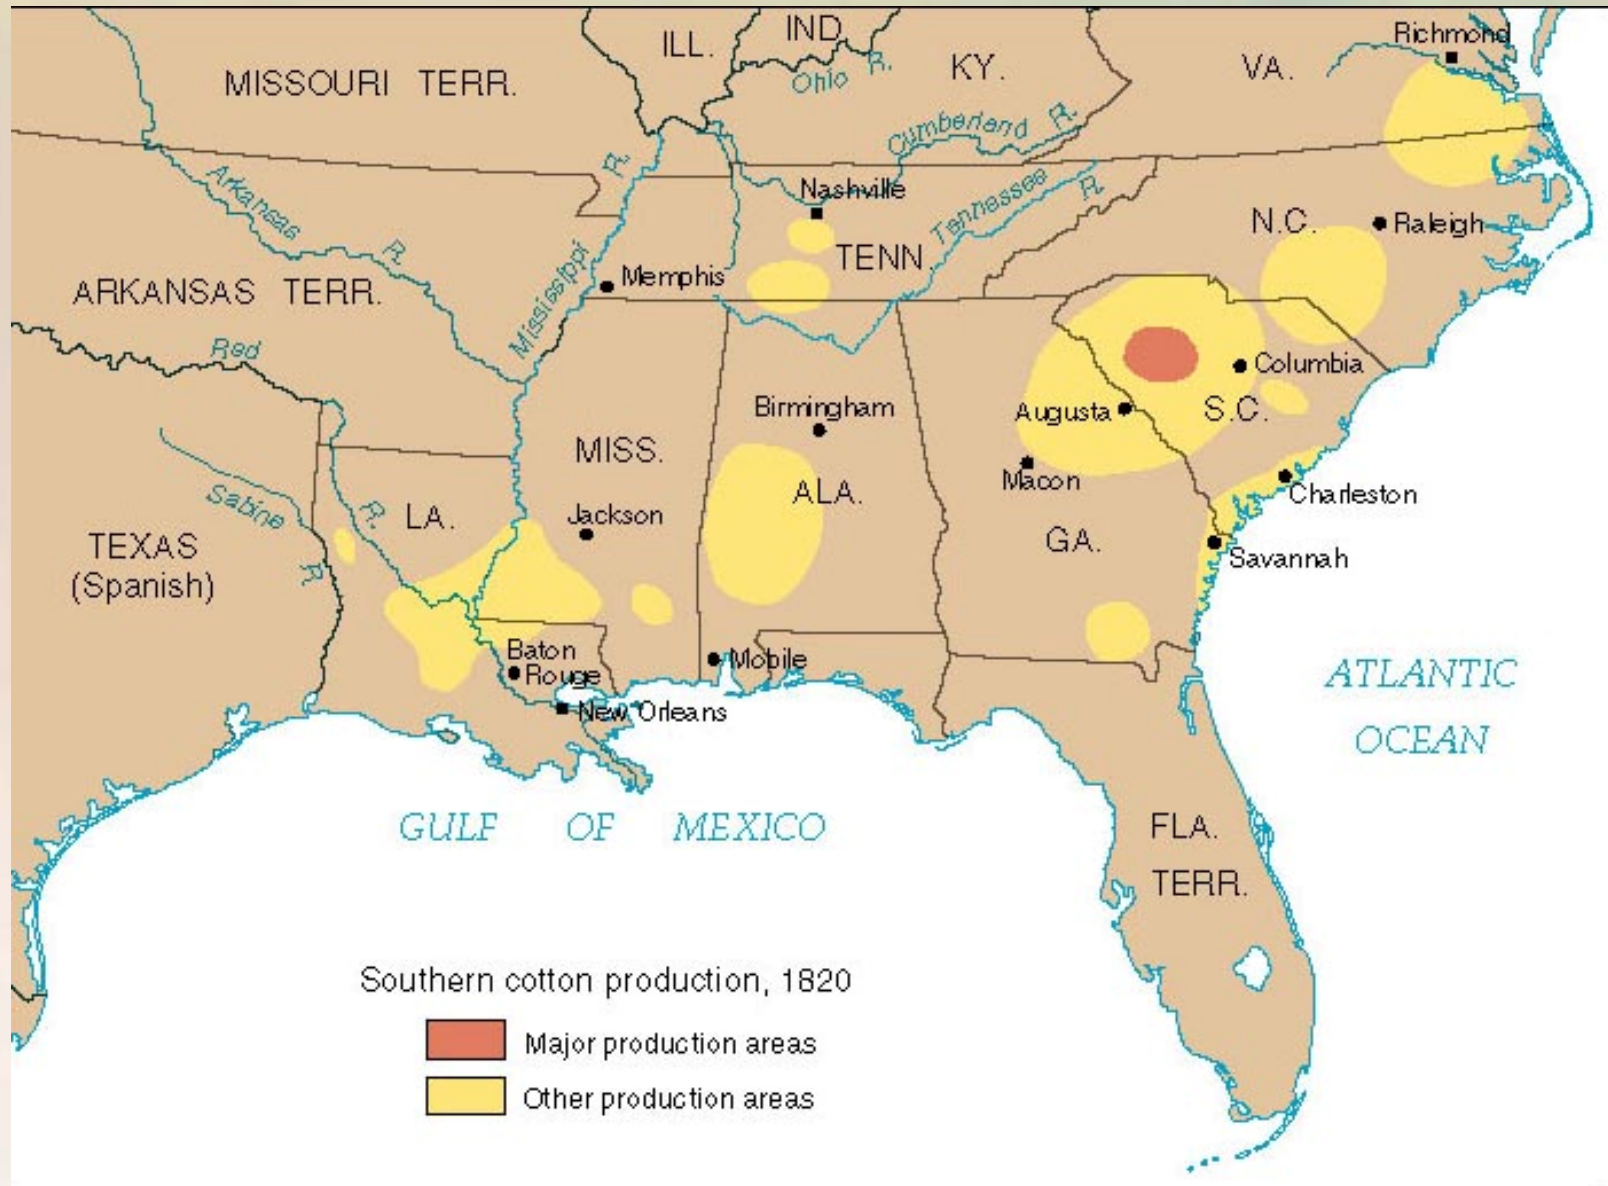 Richmond
ILL.
IND.
Ohio R.
KY.
VA.
MISSOURI TERR.
Cumberland R.
Arkansas R.
Mississippi R.
Nashville
Tennessee R.
N.C.
Raleigh
TENN.
Memphis
ARKANSAS TERR.
Red R.
Columbia
Birmingham
Augusta
S.C.
MISS.
Macon
Charleston
Sabine R.
LA.
Jackson
ALA.
GA.
TEXAS
(Spanish)
Savannah
Baton
Rouge
Mobile
New Orleans
ATLANTIC
OCEAN
GULF OF MEXICO
FLA.
TERR.
Southern cotton production, 1820
Major production areas
Other production areas